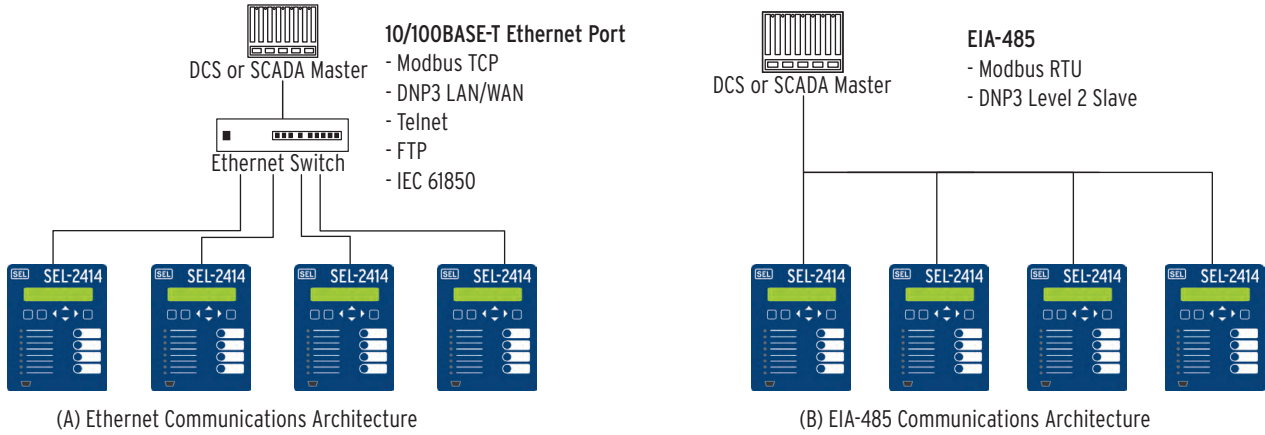 10/100BASE-T Ethernet Port
- Modbus TCP
- DNP3 LAN/WAN
- Telnet
- FTP
- IEC 61850
DCS or SCADA Master
Ethernet Switch
SEL SEL-2414
SEL SEL-2414
SEL SEL-2414
SEL SEL-2414
(A) Ethernet Communications Architecture
EIA-485
- Modbus RTU
- DNP3 Level 2 Slave
DCS or SCADA Master
SEL SEL-2414
SEL SEL-2414
SEL SEL-2414
SEL SEL-2414
(B) EIA-485 Communications Architecture